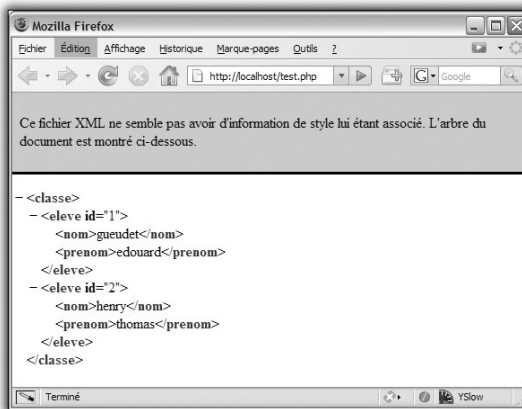 Mozilla Firefox
Fichier Édition Affichage Historique Marque-pages Outils ?
http://localhost/test.php G Google
Ce fichier XML ne semble pas avoir d'information de style lui étant associé. L'arbre du
document est montré ci-dessous.
− <classe>
− <eleve id="1">
<nom>gueudet</nom>
<prenom>edouard</prenom>
</eleve>
− <eleve id="2">
<nom>henry</nom>
<prenom>thomas</prenom>
</eleve>
</classe>
Terminé YSlow